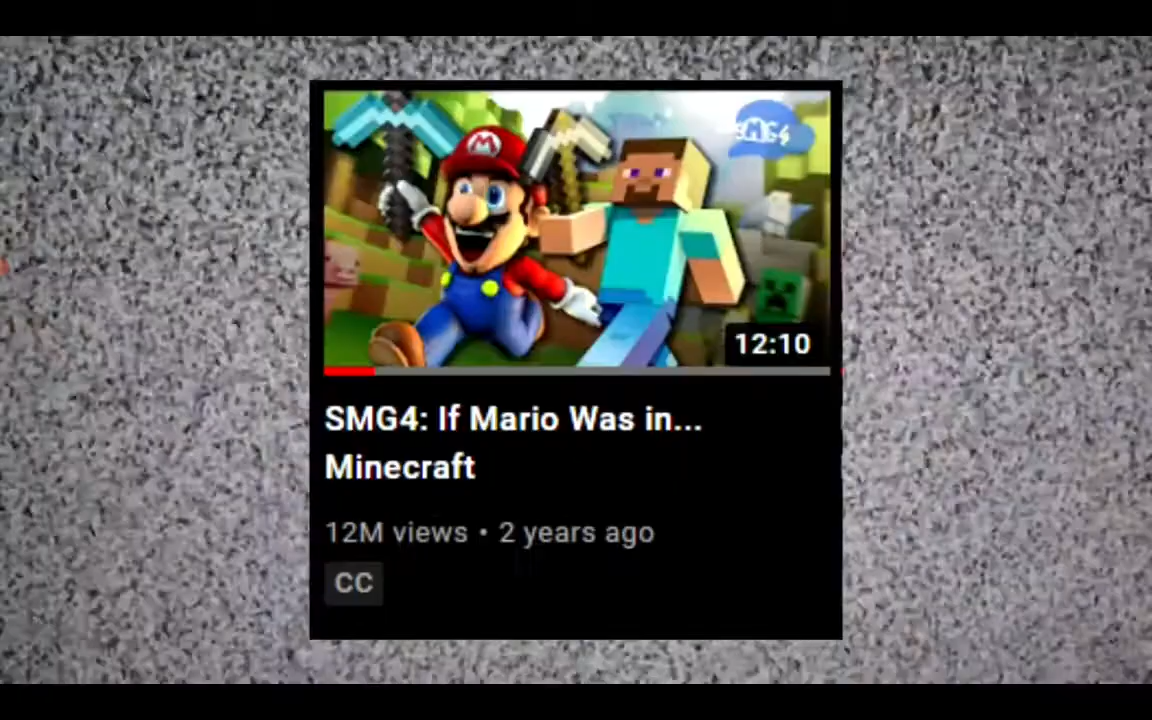 M
SMG4
12:10
SMG4: If Mario Was in...
Minecraft
12M views • 2 years ago
CC